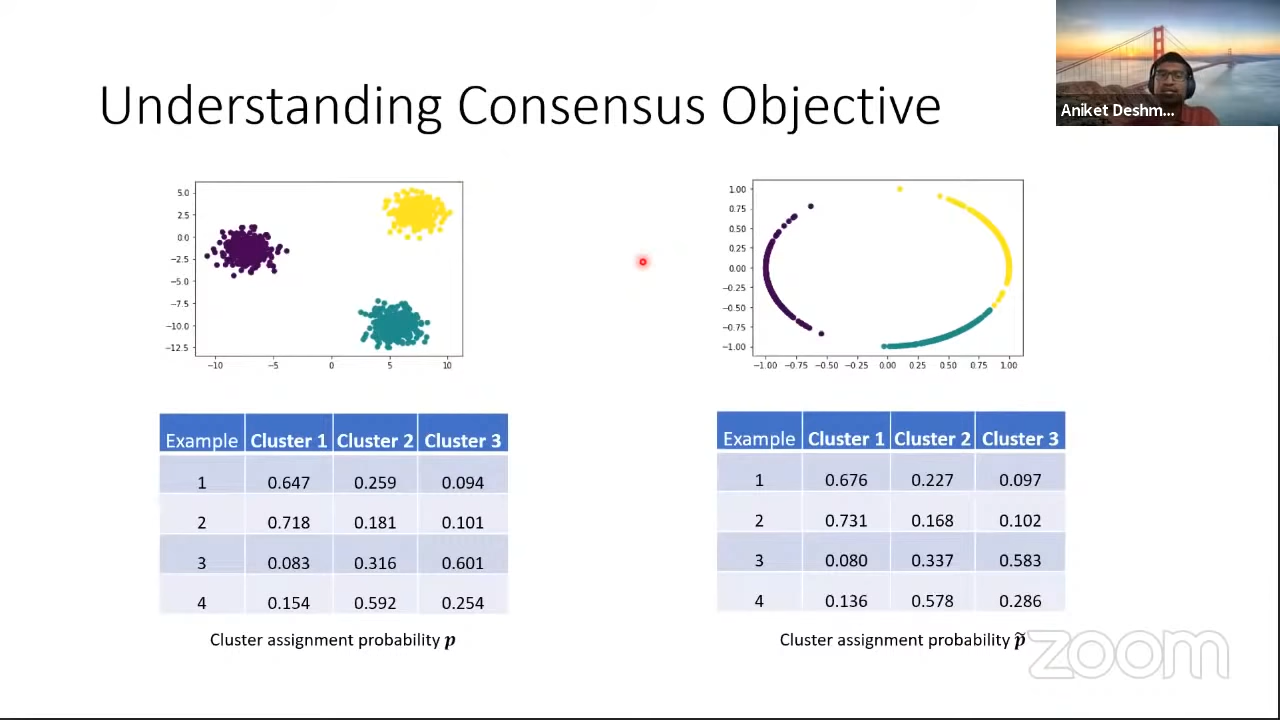 Aniket Deshm...
Understanding Consensus Objective
5.0
2.5
0.0
−2.5
−5.0
−7.5
−10.0
−12.5
−10 −5 0 5 10
1.00
0.75
0.50
0.25
0.00
−0.25
−0.50
−0.75
−1.00
−1.00 −0.75 −0.50 −0.25 0.00 0.25 0.50 0.75 1.00
Example Cluster 1 Cluster 2 Cluster 3
1 0.647 0.259 0.094
2 0.718 0.181 0.101
3 0.083 0.316 0.601
4 0.154 0.592 0.254
Cluster assignment probability p
Example Cluster 1 Cluster 2 Cluster 3
1 0.676 0.227 0.097
2 0.731 0.168 0.102
3 0.080 0.337 0.583
4 0.136 0.578 0.286
Cluster assignment probability p̃
zoom